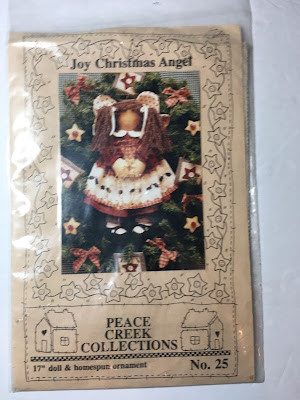 Joy Christmas Angel
PEACE
CREEK
COLLECTIONS
17" doll & homespun ornament
No. 25